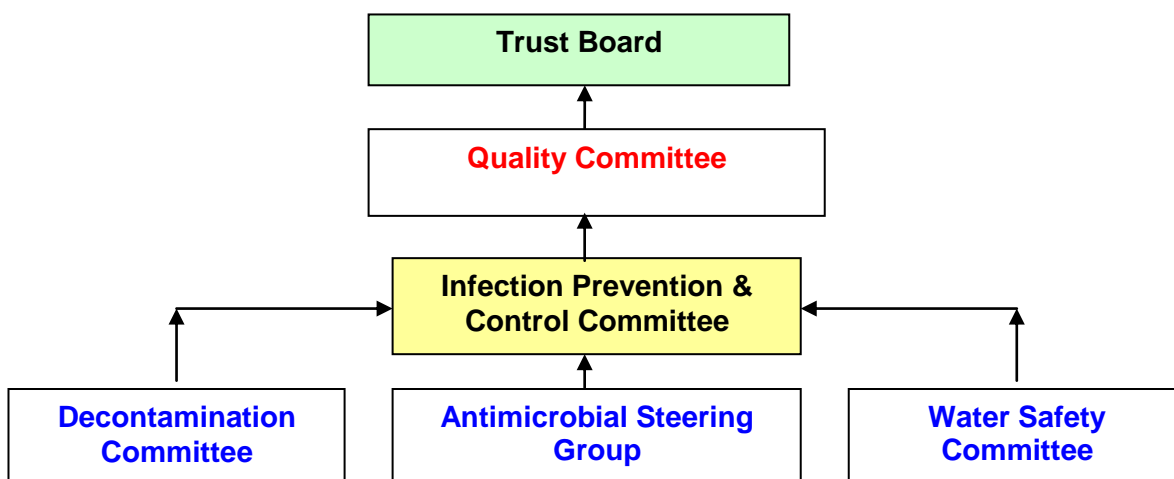 Trust Board
Quality Committee
Infection Prevention &
Control Committee
Decontamination
Committee
Antimicrobial Steering
Group
Water Safety
Committee